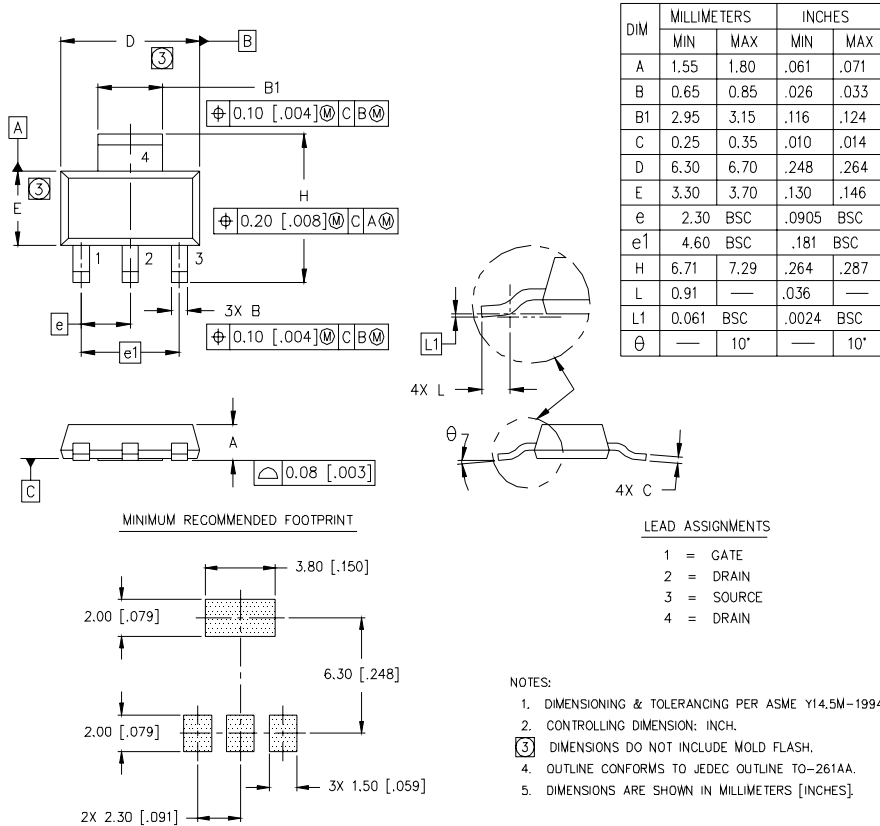 D
B
3
B1
⌖ 0.10 [.004]Ⓜ C BⓂ
A
4
3
E
H
⌖ 0.20 [.008]Ⓜ C AⓂ
1 2 3
3X B
e
⌖ 0.10 [.004]Ⓜ C BⓂ
e1
L1
4X L
DIM MILLIMETERS INCHES
MIN MAX MIN MAX
A 1.55 1.80 .061 .071
B 0.65 0.85 .026 .033
B1 2.95 3.15 .116 .124
C 0.25 0.35 .010 .014
D 6.30 6.70 .248 .264
E 3.30 3.70 .130 .146
e 2.30 BSC .0905 BSC
e1 4.60 BSC .181 BSC
H 6.71 7.29 .264 .287
L 0.91 — .036 —
L1 0.061 BSC .0024 BSC
θ — 10° — 10°
A
C
⌓ 0.08 [.003]
θ
4X C
MINIMUM RECOMMENDED FOOTPRINT
3.80 [.150]
2.00 [.079]
6.30 [.248]
2.00 [.079]
3X 1.50 [.059]
2X 2.30 [.091]
LEAD ASSIGNMENTS
1 = GATE
2 = DRAIN
3 = SOURCE
4 = DRAIN
NOTES:
1. DIMENSIONING & TOLERANCING PER ASME Y14.5M-1994
2. CONTROLLING DIMENSION: INCH.
3 DIMENSIONS DO NOT INCLUDE MOLD FLASH.
4. OUTLINE CONFORMS TO JEDEC OUTLINE TO-261AA.
5. DIMENSIONS ARE SHOWN IN MILLIMETERS [INCHES].